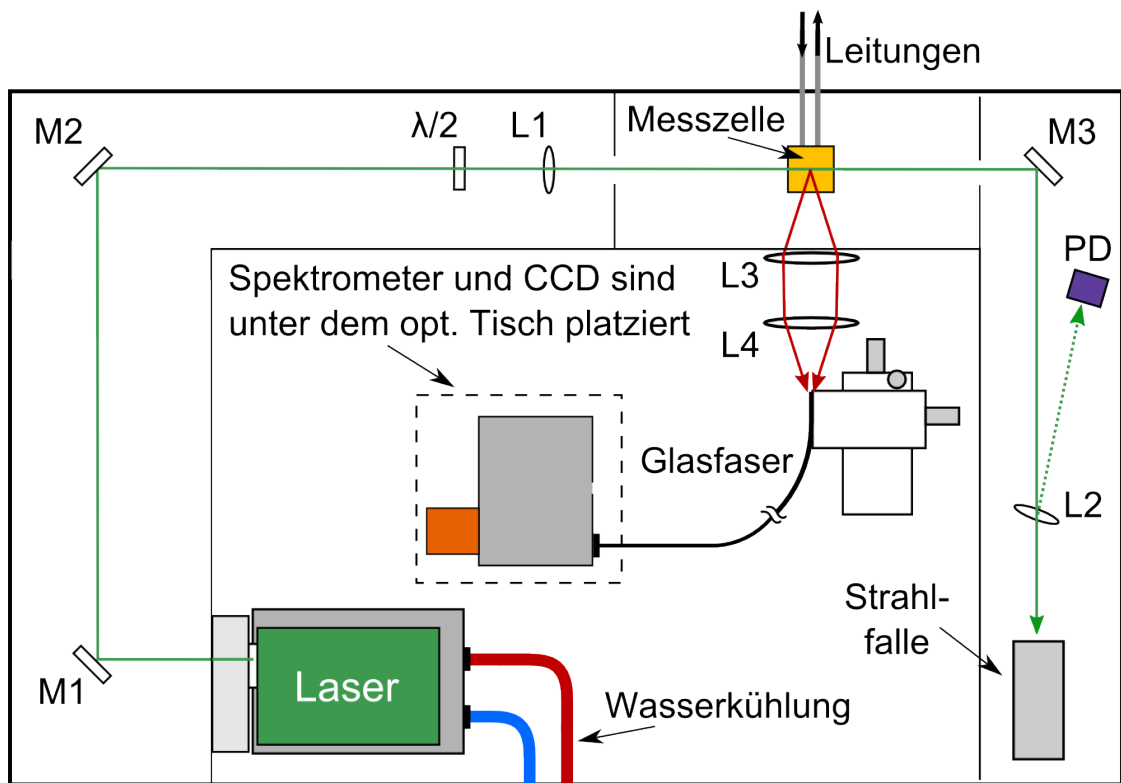 Leitungen
M2
λ/2
L1
Messzelle
M3
PD
L3
Spektrometer und CCD sind
unter dem opt. Tisch platziert
L4
Glasfaser
L2
Strahl-
falle
M1
Laser
Wasserkühlung